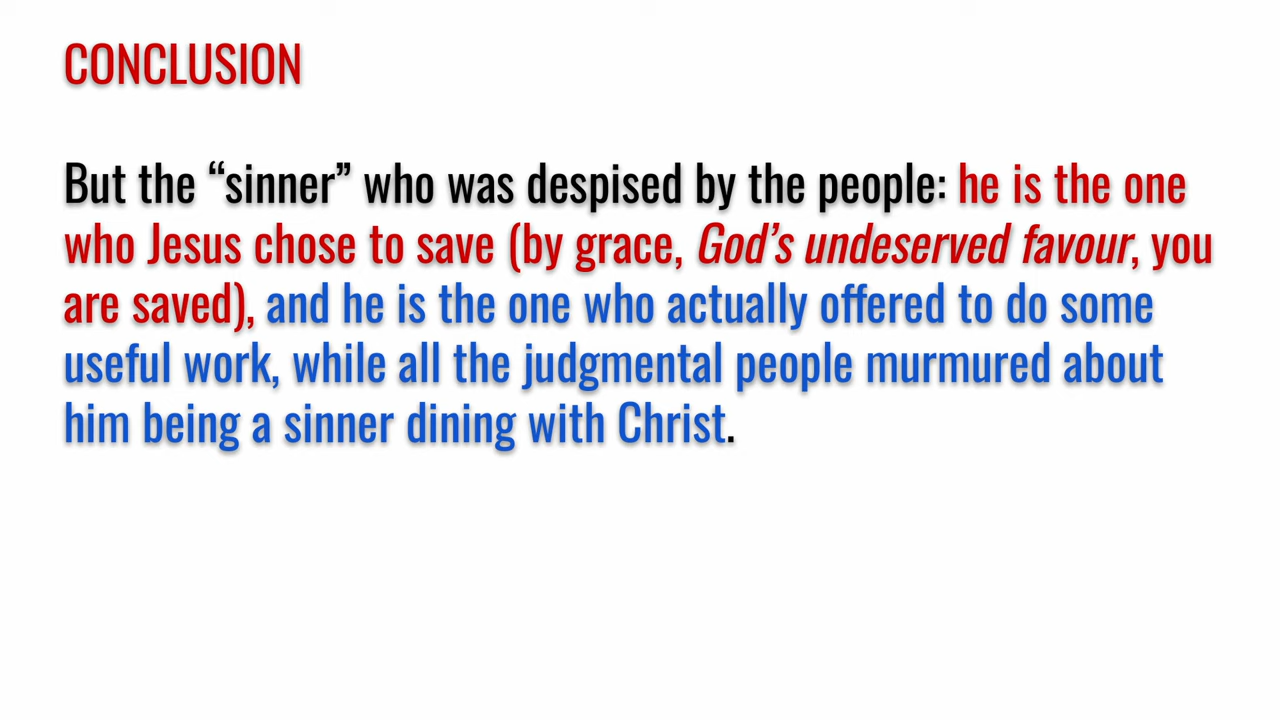 CONCLUSION
But the “sinner” who was despised by the people: he is the one
who Jesus chose to save (by grace, God’s undeserved favour, you
are saved), and he is the one who actually offered to do some
useful work, while all the judgmental people murmured about
him being a sinner dining with Christ.